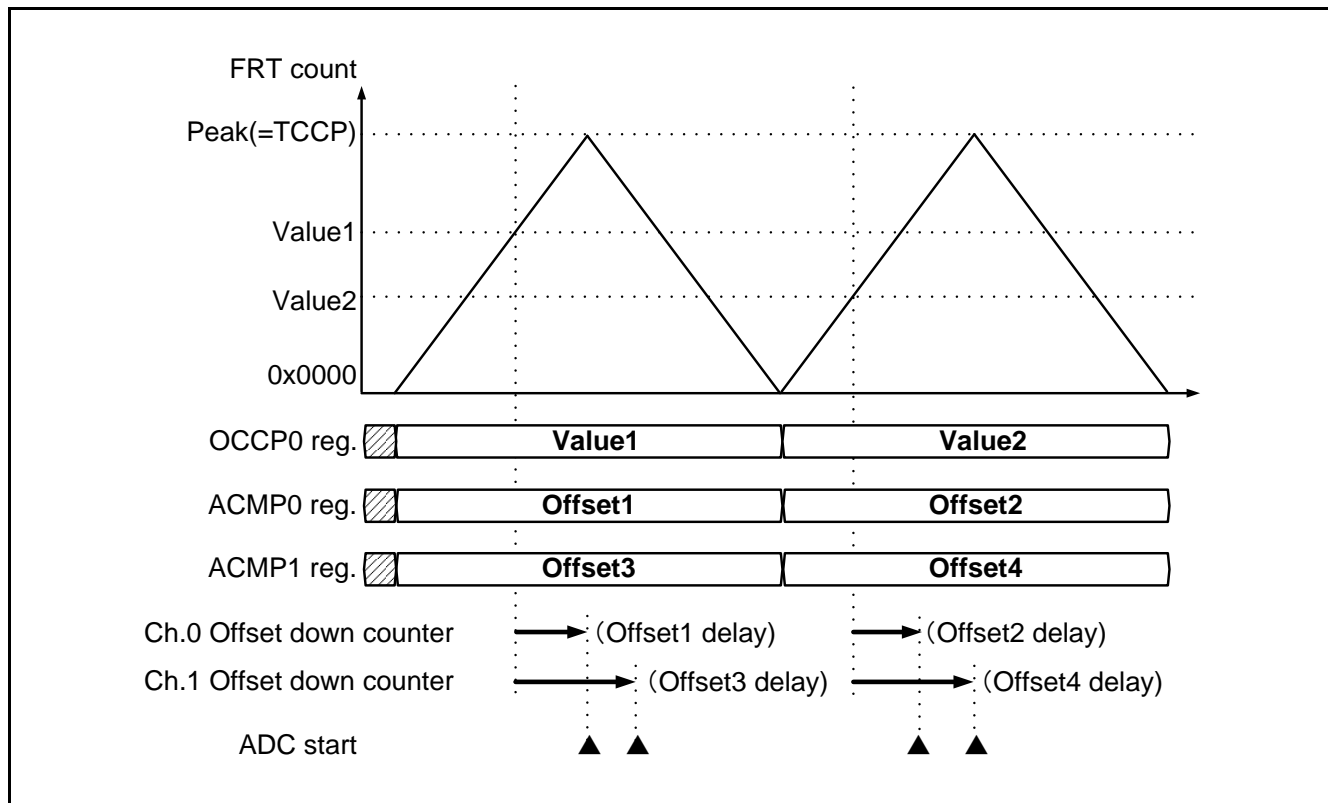 FRT count
Peak(=TCCP)
Value1
Value2
0x0000
OCCP0 reg. Value1 Value2
ACMP0 reg. Offset1 Offset2
ACMP1 reg. Offset3 Offset4
Ch.0 Offset down counter (Offset1 delay) (Offset2 delay)
Ch.1 Offset down counter (Offset3 delay) (Offset4 delay)
ADC start